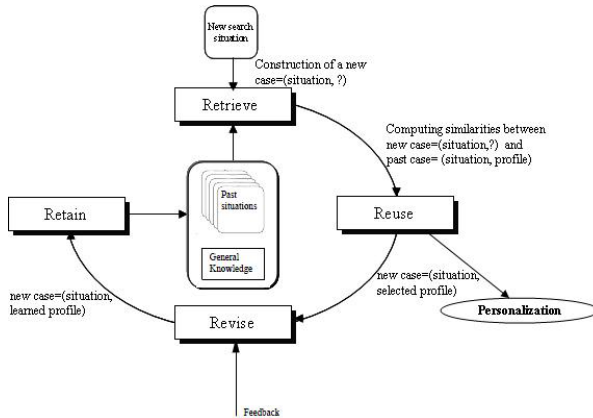 New search
situation
Construction of a new
case=(situation, ?)
Retrieve
Computing similarities between
new case=(situation,?) and
past case= (situation, profile)
Past
situations
Retain
Reuse
General
Knowledge
new case=(situation,
selected profile)
new case=(situation,
learned profile)
Personalization
Revise
Feedback